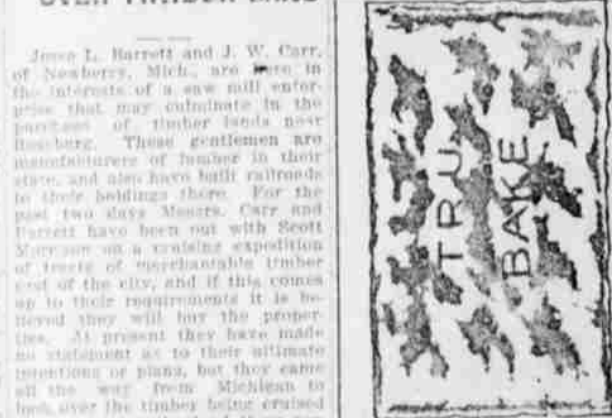 OVER TIMBER LAND
Jesse L. Barrett and J. W. Carr,
of Newberry, Mich., are here in
the interests of a saw mill enter-
prise that may culminate in the
purchase of timber lands near
Roseburg. These gentlemen are
manufacturers of lumber in their
state, and also have built railroads
to their holdings there. For the
past two days Messrs. Carr and
Barrett have been out with Scott
Morrison on a cruising expedition
of tracts of merchantable timber
east of the city, and if this comes
up to their requirements it is be-
lieved they will buy the proper-
ties. At present they have made
no statement as to their ultimate
intentions or plans, but they came
all the way from Michigan to
look over the timber being cruised
TRU
BAKE